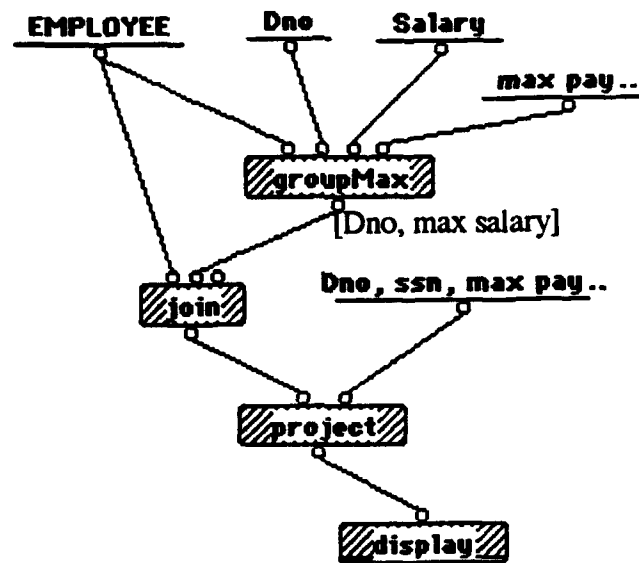 EMPLOYEE
Dno
Salary
max pay..
groupMax
[Dno, max salary]
join
Dno, ssn, max pay..
project
display